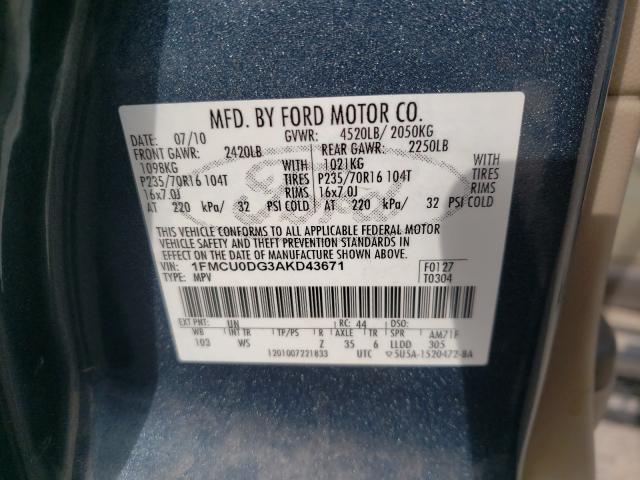 MFD. BY FORD MOTOR CO.
DATE: 07/10 GVWR: 4520LB/ 2050KG
FRONT GAWR: 2420LB REAR GAWR: 2250LB
1098KG WITH 1021KG WITH
P235/70R16 104T TIRES P235/70R16 104T TIRES
16x7.0J RIMS 16x7.0J RIMS
AT 220 kPa/ 32 PSI COLD AT 220 kPa/ 32 PSI COLD
Ford
THIS VEHICLE CONFORMS TO ALL APPLICABLE FEDERAL MOTOR
VEHICLE SAFETY AND THEFT PREVENTION STANDARDS IN
EFFECT ON THE DATE OF MANUFACTURE SHOWN ABOVE.
VIN: 1FMCU0DG3AKD43671 F0127
TYPE: MPV T0304
EXT PNT: UN RC: 44 DSO:
WB INT TR TP/PS R AXLE TR SPR AM71F
103 WS Z 35 6 LLDD 305
1201007221833 UTC 5U5A-1520472-BA